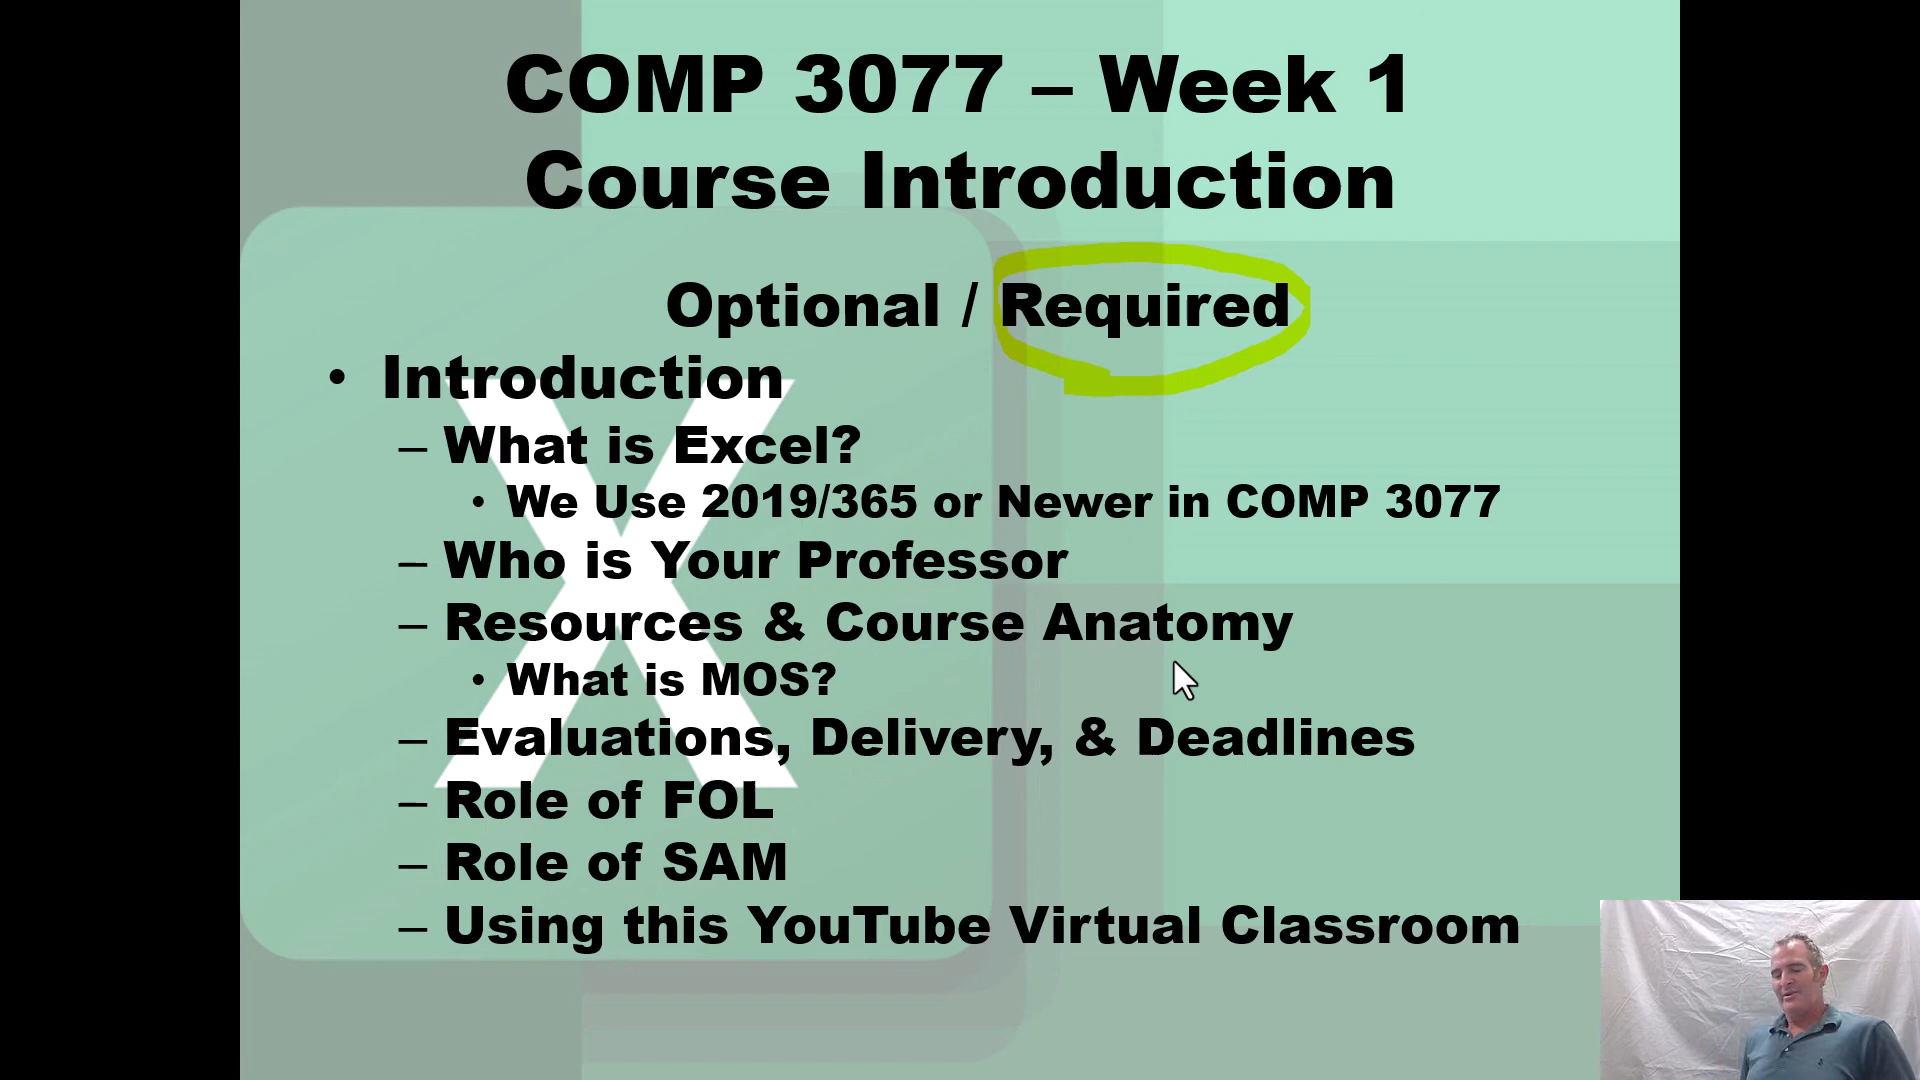 COMP 3077 – Week 1
Course Introduction
Optional / Required
• Introduction
– What is Excel?
• We Use 2019/365 or Newer in COMP 3077
– Who is Your Professor
– Resources & Course Anatomy
• What is MOS?
– Evaluations, Delivery, & Deadlines
– Role of FOL
– Role of SAM
– Using this YouTube Virtual Classroom
X